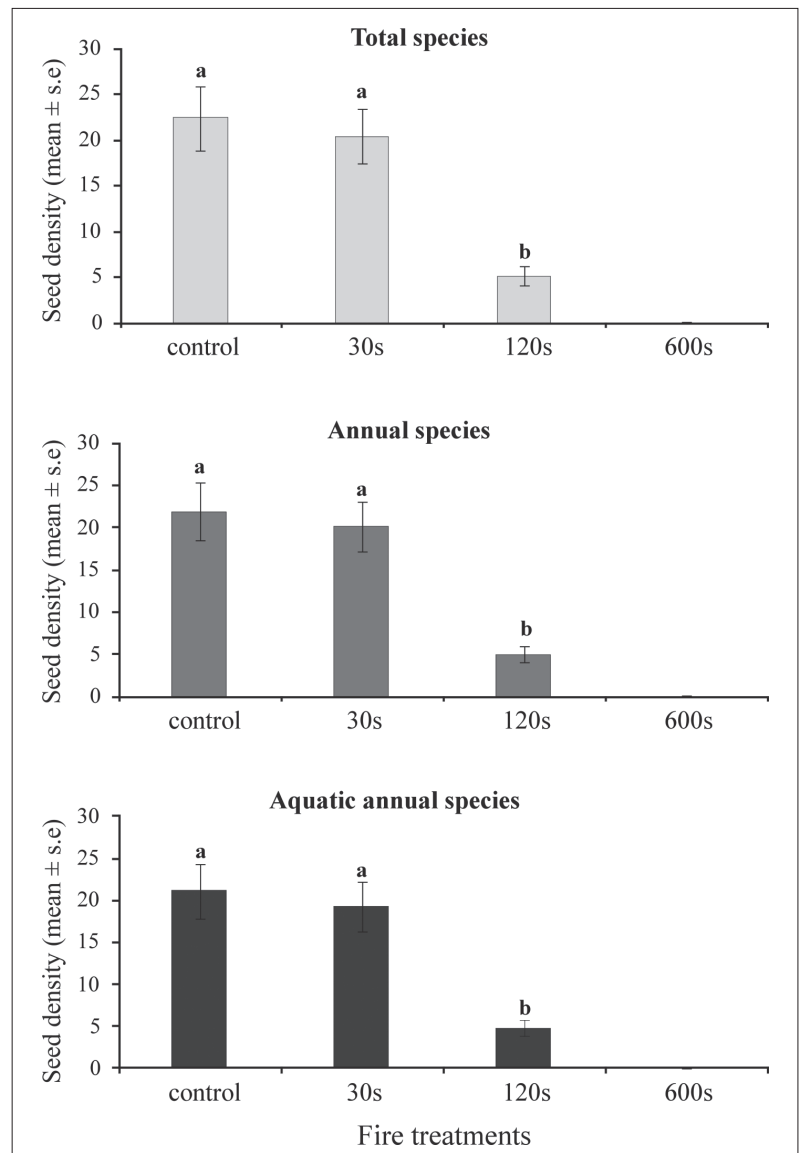 Total species
Seed density (mean ± s.e)
30
25
20
15
10
5
0
a
a
b
control 30s 120s 600s
Annual species
Seed density (mean ± s.e)
30
25
20
15
10
5
0
a
a
b
control 30s 120s 600s
Aquatic annual species
Seed density (mean ± s.e)
30
25
20
15
10
5
0
a
a
b
control 30s 120s 600s
Fire treatments